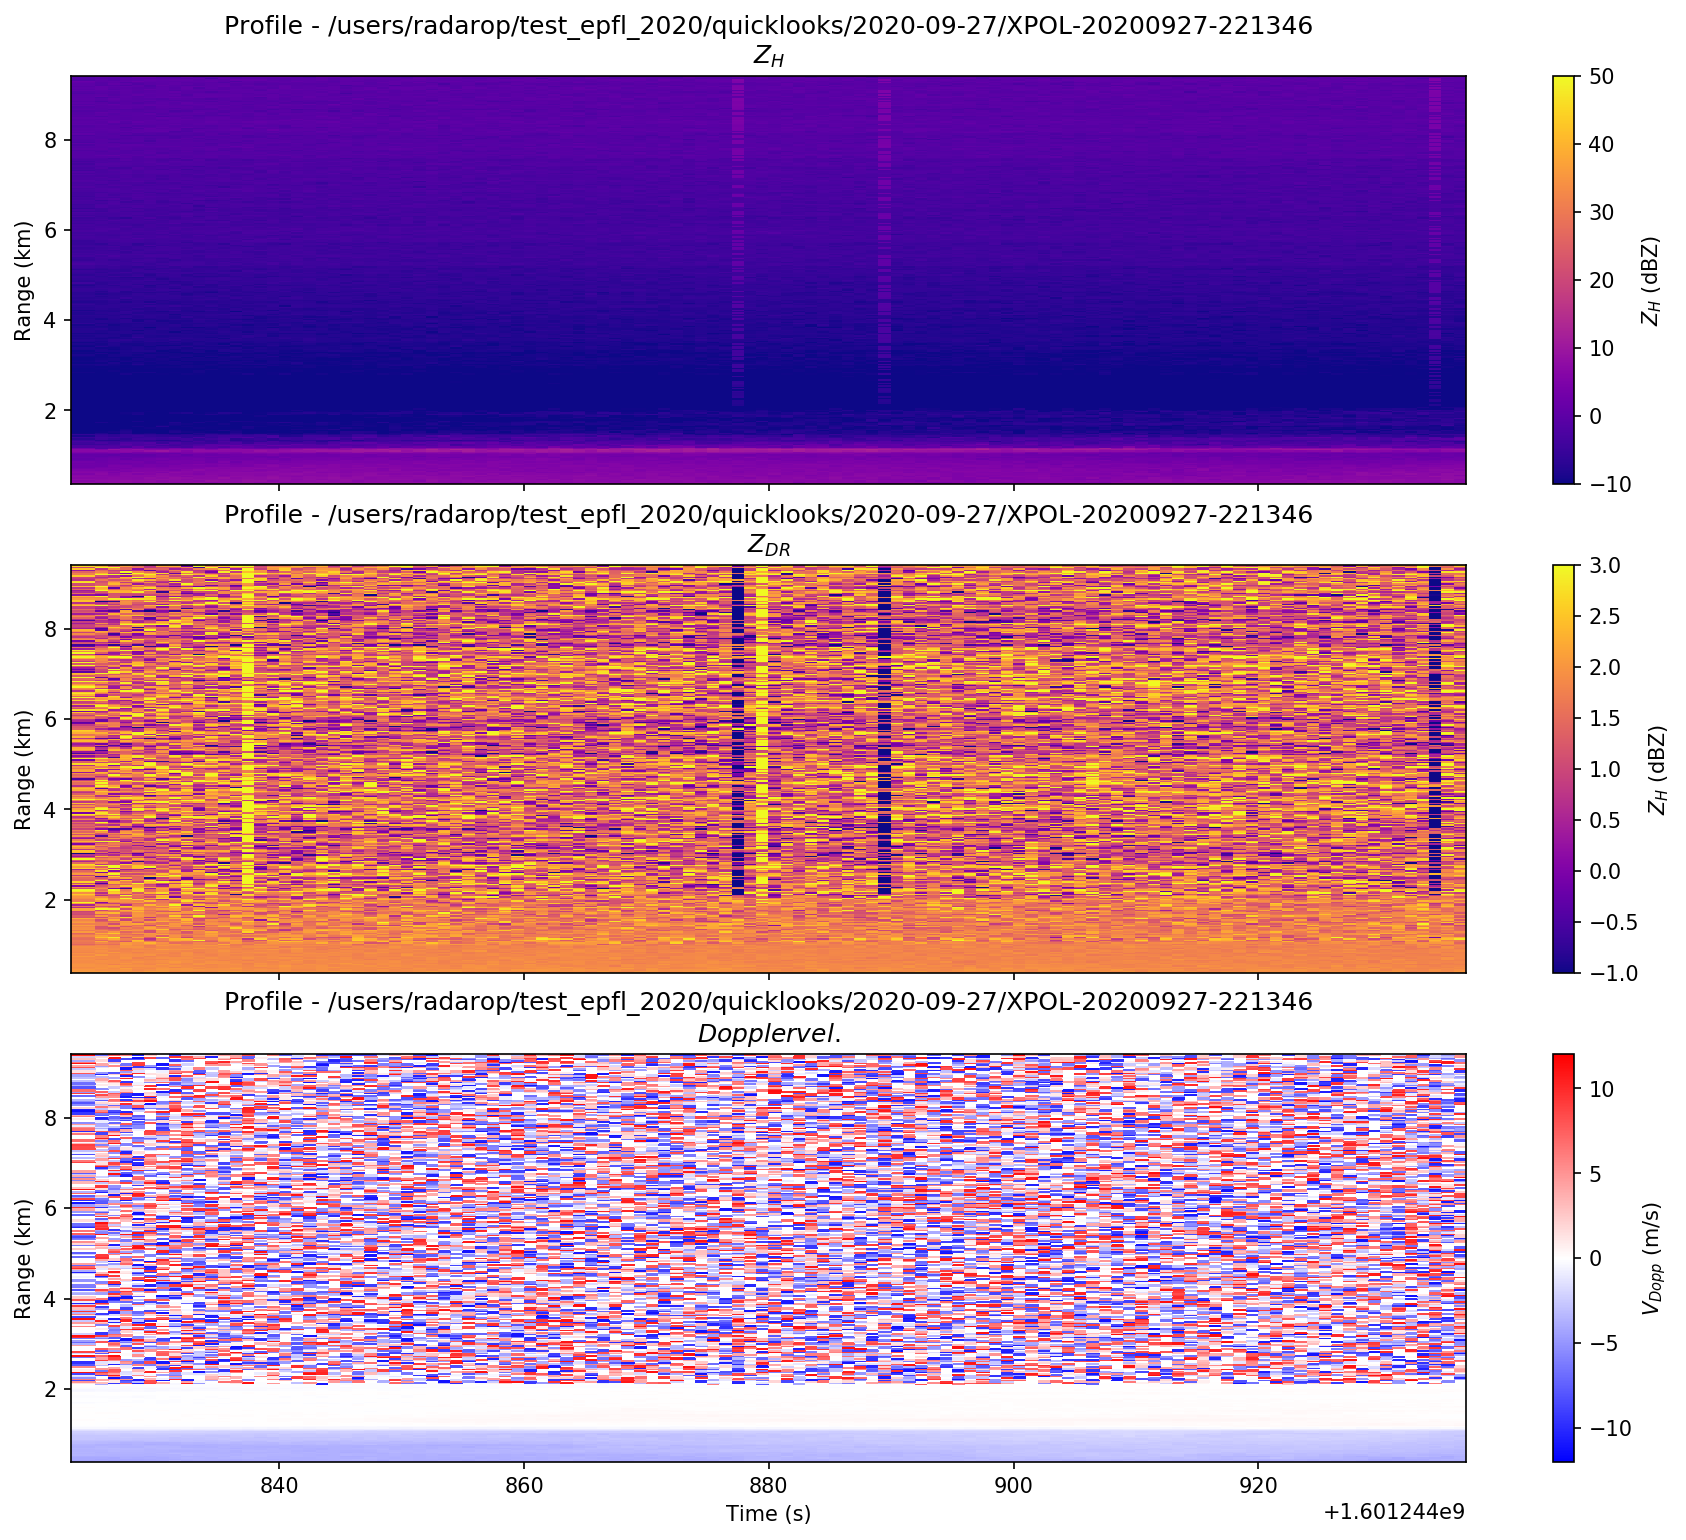 Profile - /users/radarop/test_epfl_2020/quicklooks/2020-09-27/XPOL-20200927-221346
Z_H
8
6
4
2
Range (km)
50
40
30
20
10
0
−10
Z_H (dBZ)
Profile - /users/radarop/test_epfl_2020/quicklooks/2020-09-27/XPOL-20200927-221346
Z_DR
8
6
4
2
Range (km)
3.0
2.5
2.0
1.5
1.0
0.5
0.0
−0.5
−1.0
Z_H (dBZ)
Profile - /users/radarop/test_epfl_2020/quicklooks/2020-09-27/XPOL-20200927-221346
Dopplervel.
8
6
4
2
Range (km)
10
5
0
−5
−10
V_Dopp (m/s)
840 860 880 900 920
Time (s)
+1.601244e9